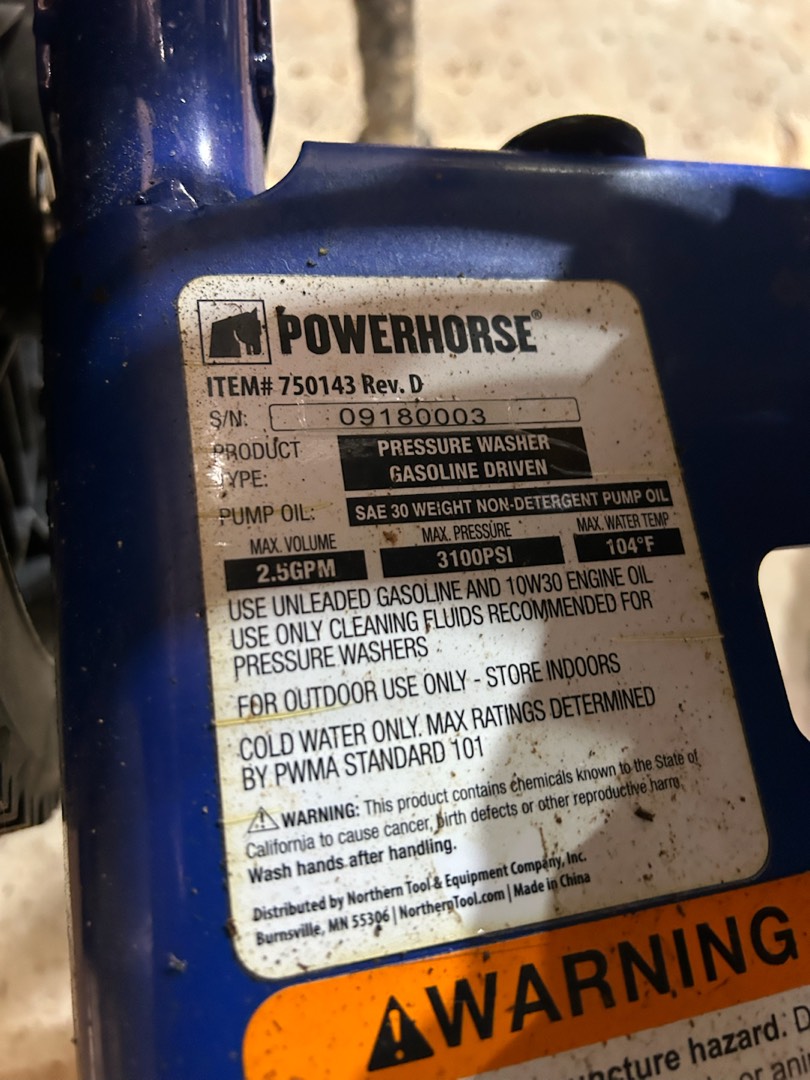 POWERHORSE®
ITEM# 750143 Rev. D
S/N: 09180003
PRODUCT TYPE: PRESSURE WASHER
GASOLINE DRIVEN
PUMP OIL: SAE 30 WEIGHT NON-DETERGENT PUMP OIL
MAX. VOLUME MAX. PRESSURE MAX. WATER TEMP
2.5GPM 3100PSI 104°F
USE UNLEADED GASOLINE AND 10W30 ENGINE OIL
USE ONLY CLEANING FLUIDS RECOMMENDED FOR
PRESSURE WASHERS
FOR OUTDOOR USE ONLY - STORE INDOORS
COLD WATER ONLY. MAX RATINGS DETERMINED
BY PWMA STANDARD 101
⚠WARNING: This product contains chemicals known to the State of
California to cause cancer, birth defects or other reproductive harm.
Wash hands after handling.
Distributed by Northern Tool & Equipment Company, Inc.
Burnsville, MN 55306 | NorthernTool.com | Made in China
⚠WARNING
hazard.
or